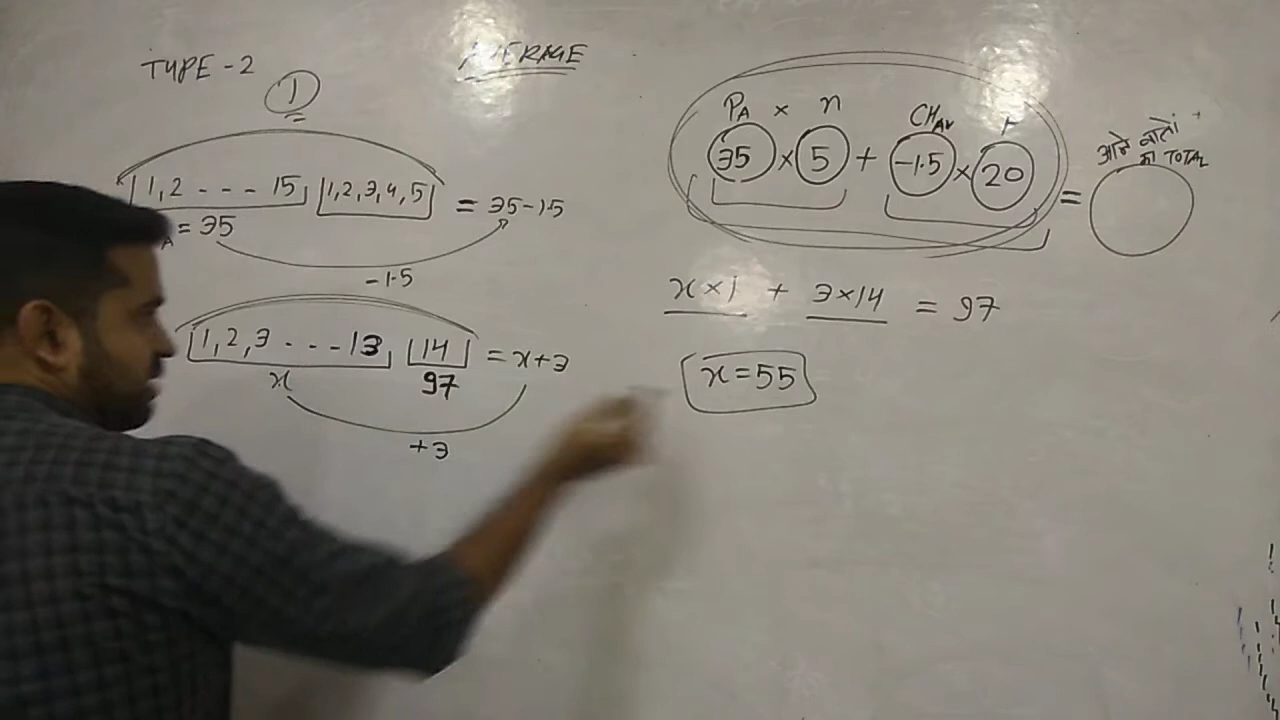 TYPE-2
AVERAGE
1
1,2 - - - 15 1,2,3,4,5 = 35-1.5
A = 35
-1.5
1,2,3 - - - 13, 14 = x+3
x 97
+3
PA × n CHAV T
35 × 5 + -1.5 × 20 =
आने वालो का TOTAL
x×1 + 3×14 = 97
x=55